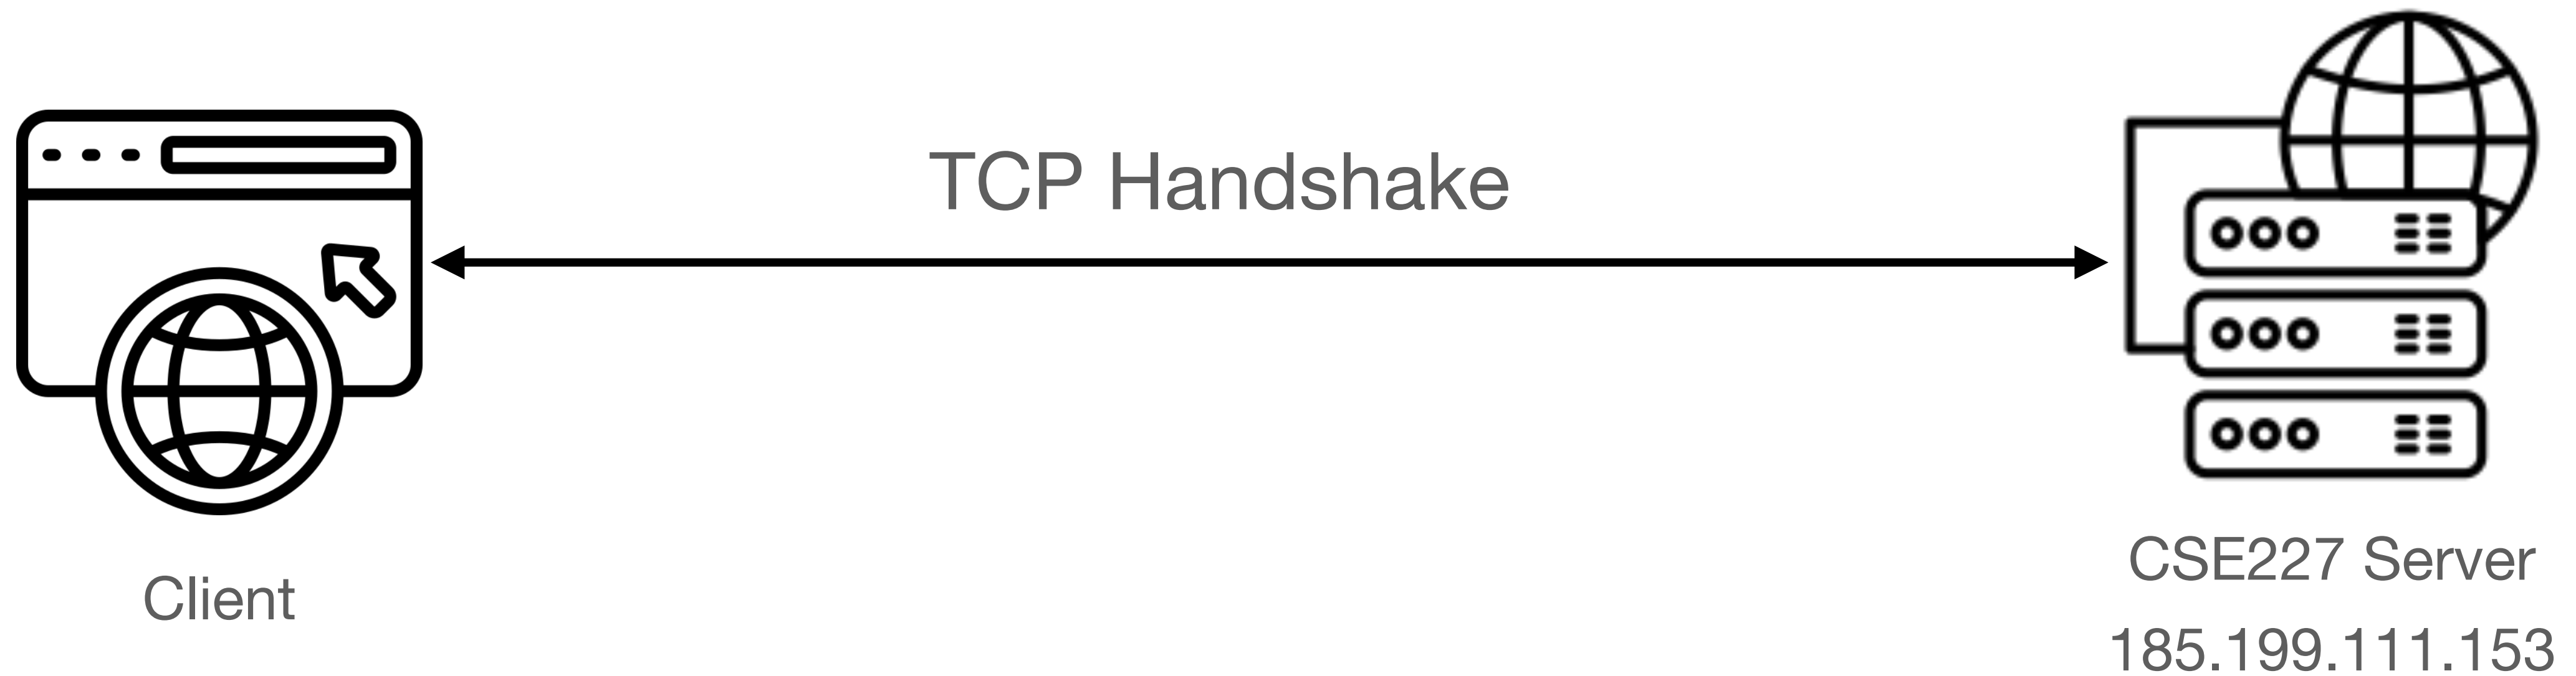 TCP Handshake
Client
CSE227 Server
185.199.111.153